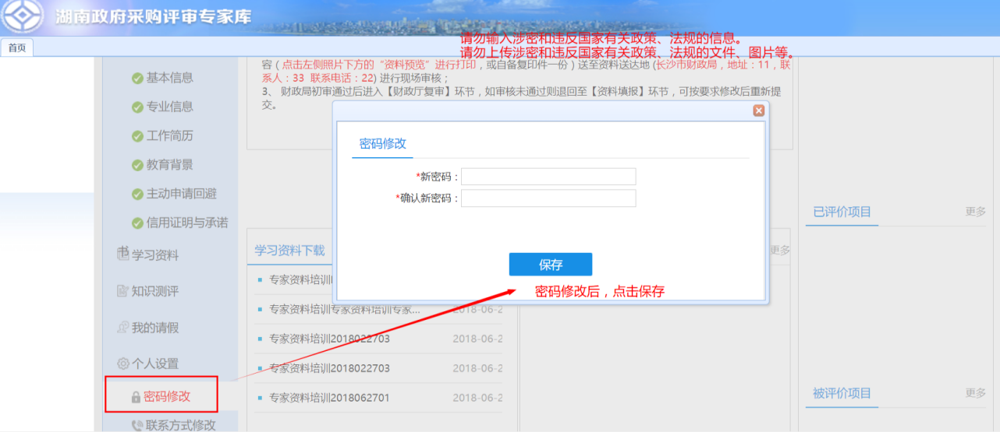 湖南政府采购评审专家库
请勿输入涉密和违反国家有关政策、法规的信息。
首页
请勿上传涉密和违反国家有关政策、法规的文件、图片等。
容（点击左侧照片下方的“资料预览”进行打印，或自备复印件一份）送至资料送达地 (长沙市财政局，地址：11，联
系人：33 联系电话：22) 进行现场审核；
3、 财政局初审通过后进入【财政厅复审】环节，如审核未通过则退回至【资料填报】环节，可按要求修改后重新提
交。
基本信息
专业信息
工作简历
教育背景
主动申请回避
信用证明与承诺
学习资料
知识测评
我的请假
个人设置
密码修改
联系方式修改
密码修改
*新密码：
*确认新密码：
保存
密码修改后，点击保存
学习资料下载
更多
专家资料培训
专家资料培训专家资料培训专家...
2018-06-2
专家资料培训2018022703
2018-06-2
专家资料培训2018022703
2018-06-2
专家资料培训2018062701
2018-06-2
已评价项目
更多
被评价项目
更多